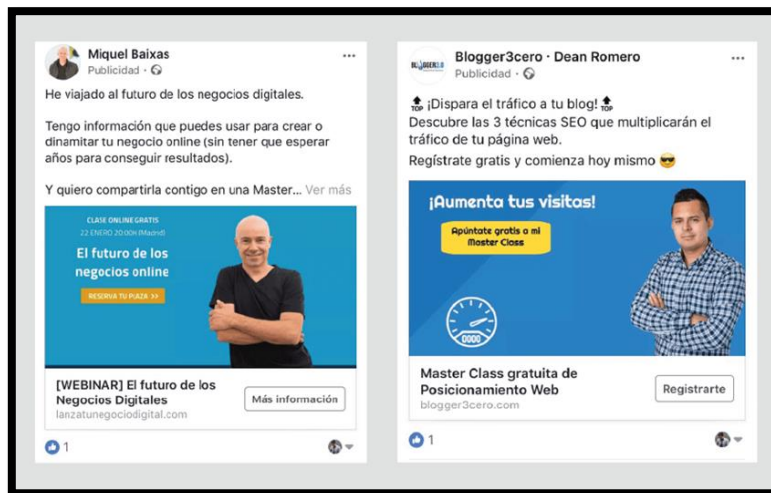 Miquel Baixas
Publicidad ·
He viajado al futuro de los negocios digitales.
Tengo información que puedes usar para crear o
dinamitar tu negocio online (sin tener que esperar
años para conseguir resultados).
Y quiero compartirla contigo en una Master... Ver más
CLASE ONLINE GRATIS
22 ENERO 20:00H (Madrid)
El futuro de los
negocios online
RESERVA TU PLAZA >>
[WEBINAR] El futuro de los
Negocios Digitales
lanzatunegociodigital.com
Más información
1
BLOGGER3.0
Blogger3cero · Dean Romero
Publicidad ·
TOP ¡Dispara el tráfico a tu blog! TOP
Descubre las 3 técnicas SEO que multiplicarán el
tráfico de tu página web.
Regístrate gratis y comienza hoy mismo 😎
¡Aumenta tus visitas!
Apúntate gratis a mi
Master Class
0000
Master Class gratuita de
Posicionamiento Web
blogger3cero.com
Registrarte
1